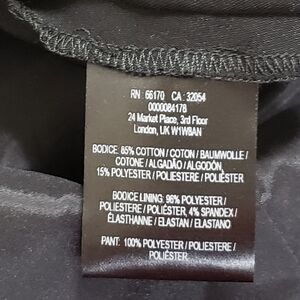 RN : 66170 CA : 32054
0000084178
24 Market Place, 3rd Floor
London, UK W1W8AN
BODICE: 85% COTTON / COTON / BAUMWOLLE /
COTONE / ALGODÃO / ALGODÓN,
15% POLYESTER / POLIESTERE / POLIÉSTER
BODICE LINING: 96% POLYESTER /
POLIESTERE / POLIÉSTER, 4% SPANDEX /
ÉLASTHANNE / ELASTAN / ELASTANO
PANT: 100% POLYESTER / POLIESTERE /
POLIÉSTER